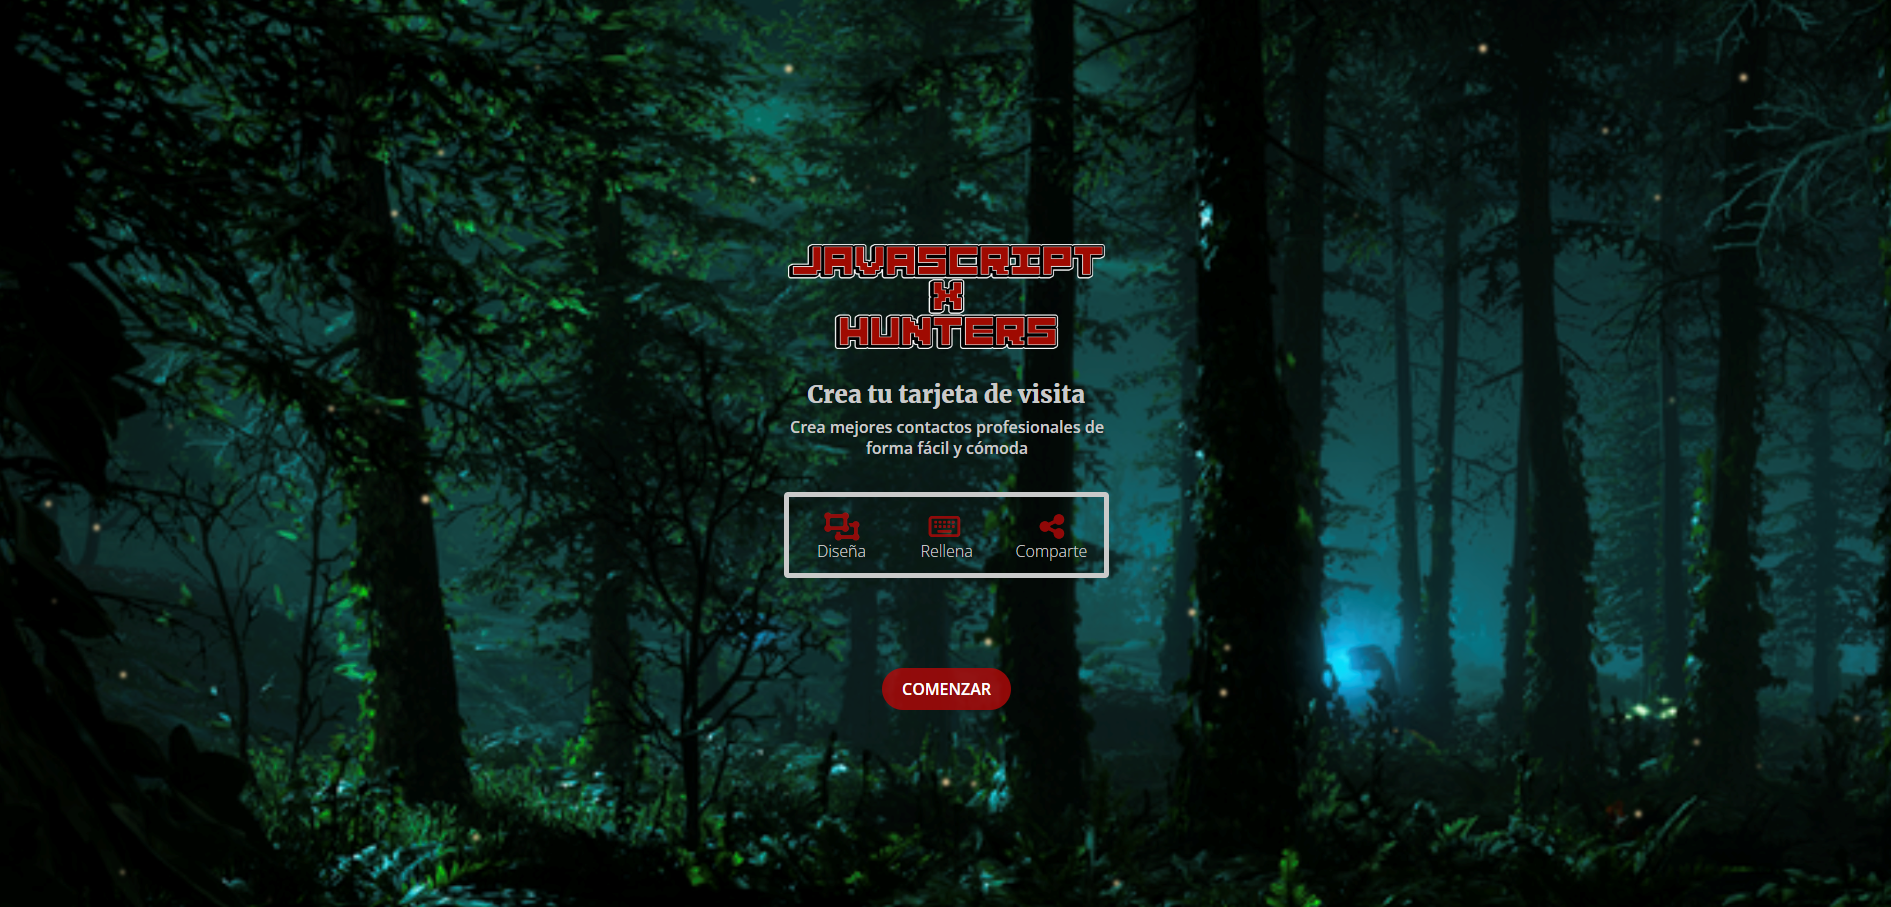 JAVASCRIPT
X
HUNTERS
Crea tu tarjeta de visita
Crea mejores contactos profesionales de
forma fácil y cómoda
Diseña Rellena Comparte
COMENZAR